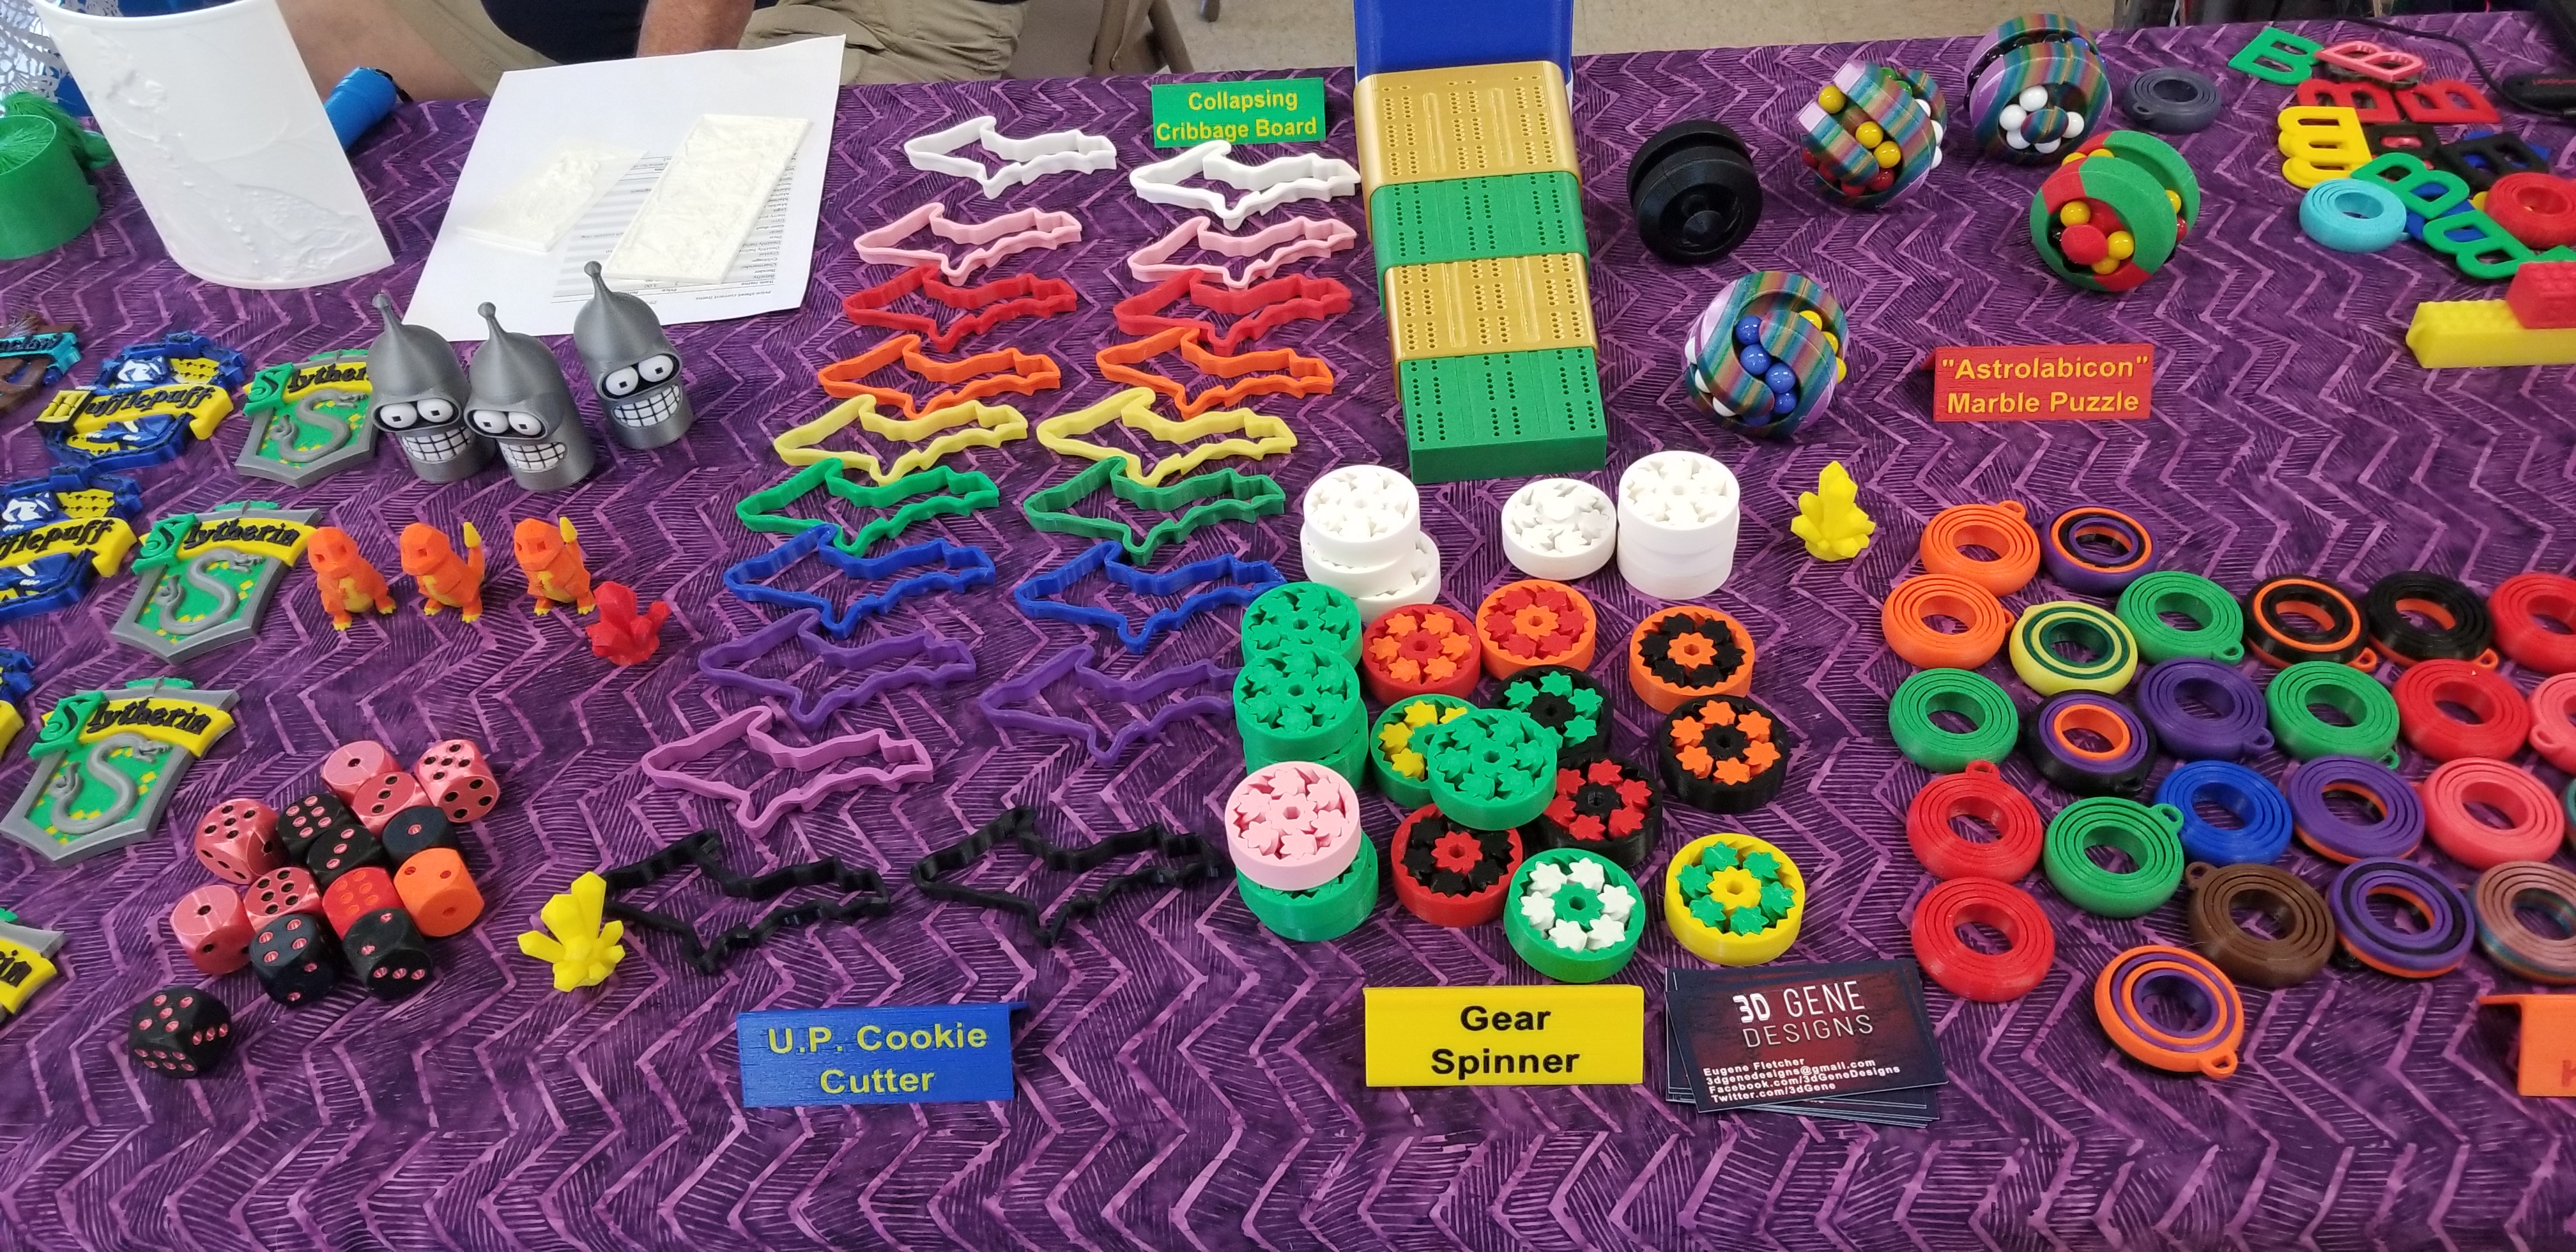 Collapsing
Cribbage Board
"Astrolabicon"
Marble Puzzle
Hufflepuff
Slytherin
fflepuff
Slytherin
Slytherin
U.P. Cookie
Cutter
Gear
Spinner
3D GENE
DESIGNS
Eugene Fletcher
3dgenedesigns@gmail.com
Facebook.com/3dGeneDesigns
Twitter.com/3dGene
B
B
B
B
B
B
B
K